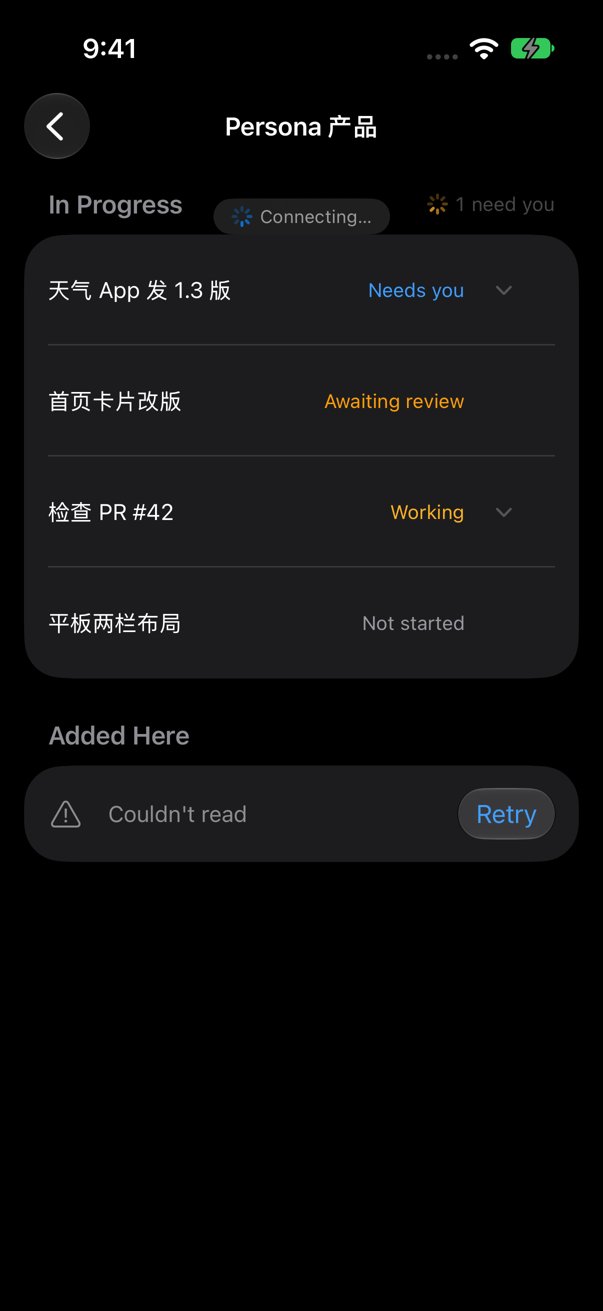 9:41
Persona 产品
In Progress
Connecting...
1 need you
天气 App 发 1.3 版
Needs you
首页卡片改版
Awaiting review
检查 PR #42
Working
平板两栏布局
Not started
Added Here
Couldn't read
Retry